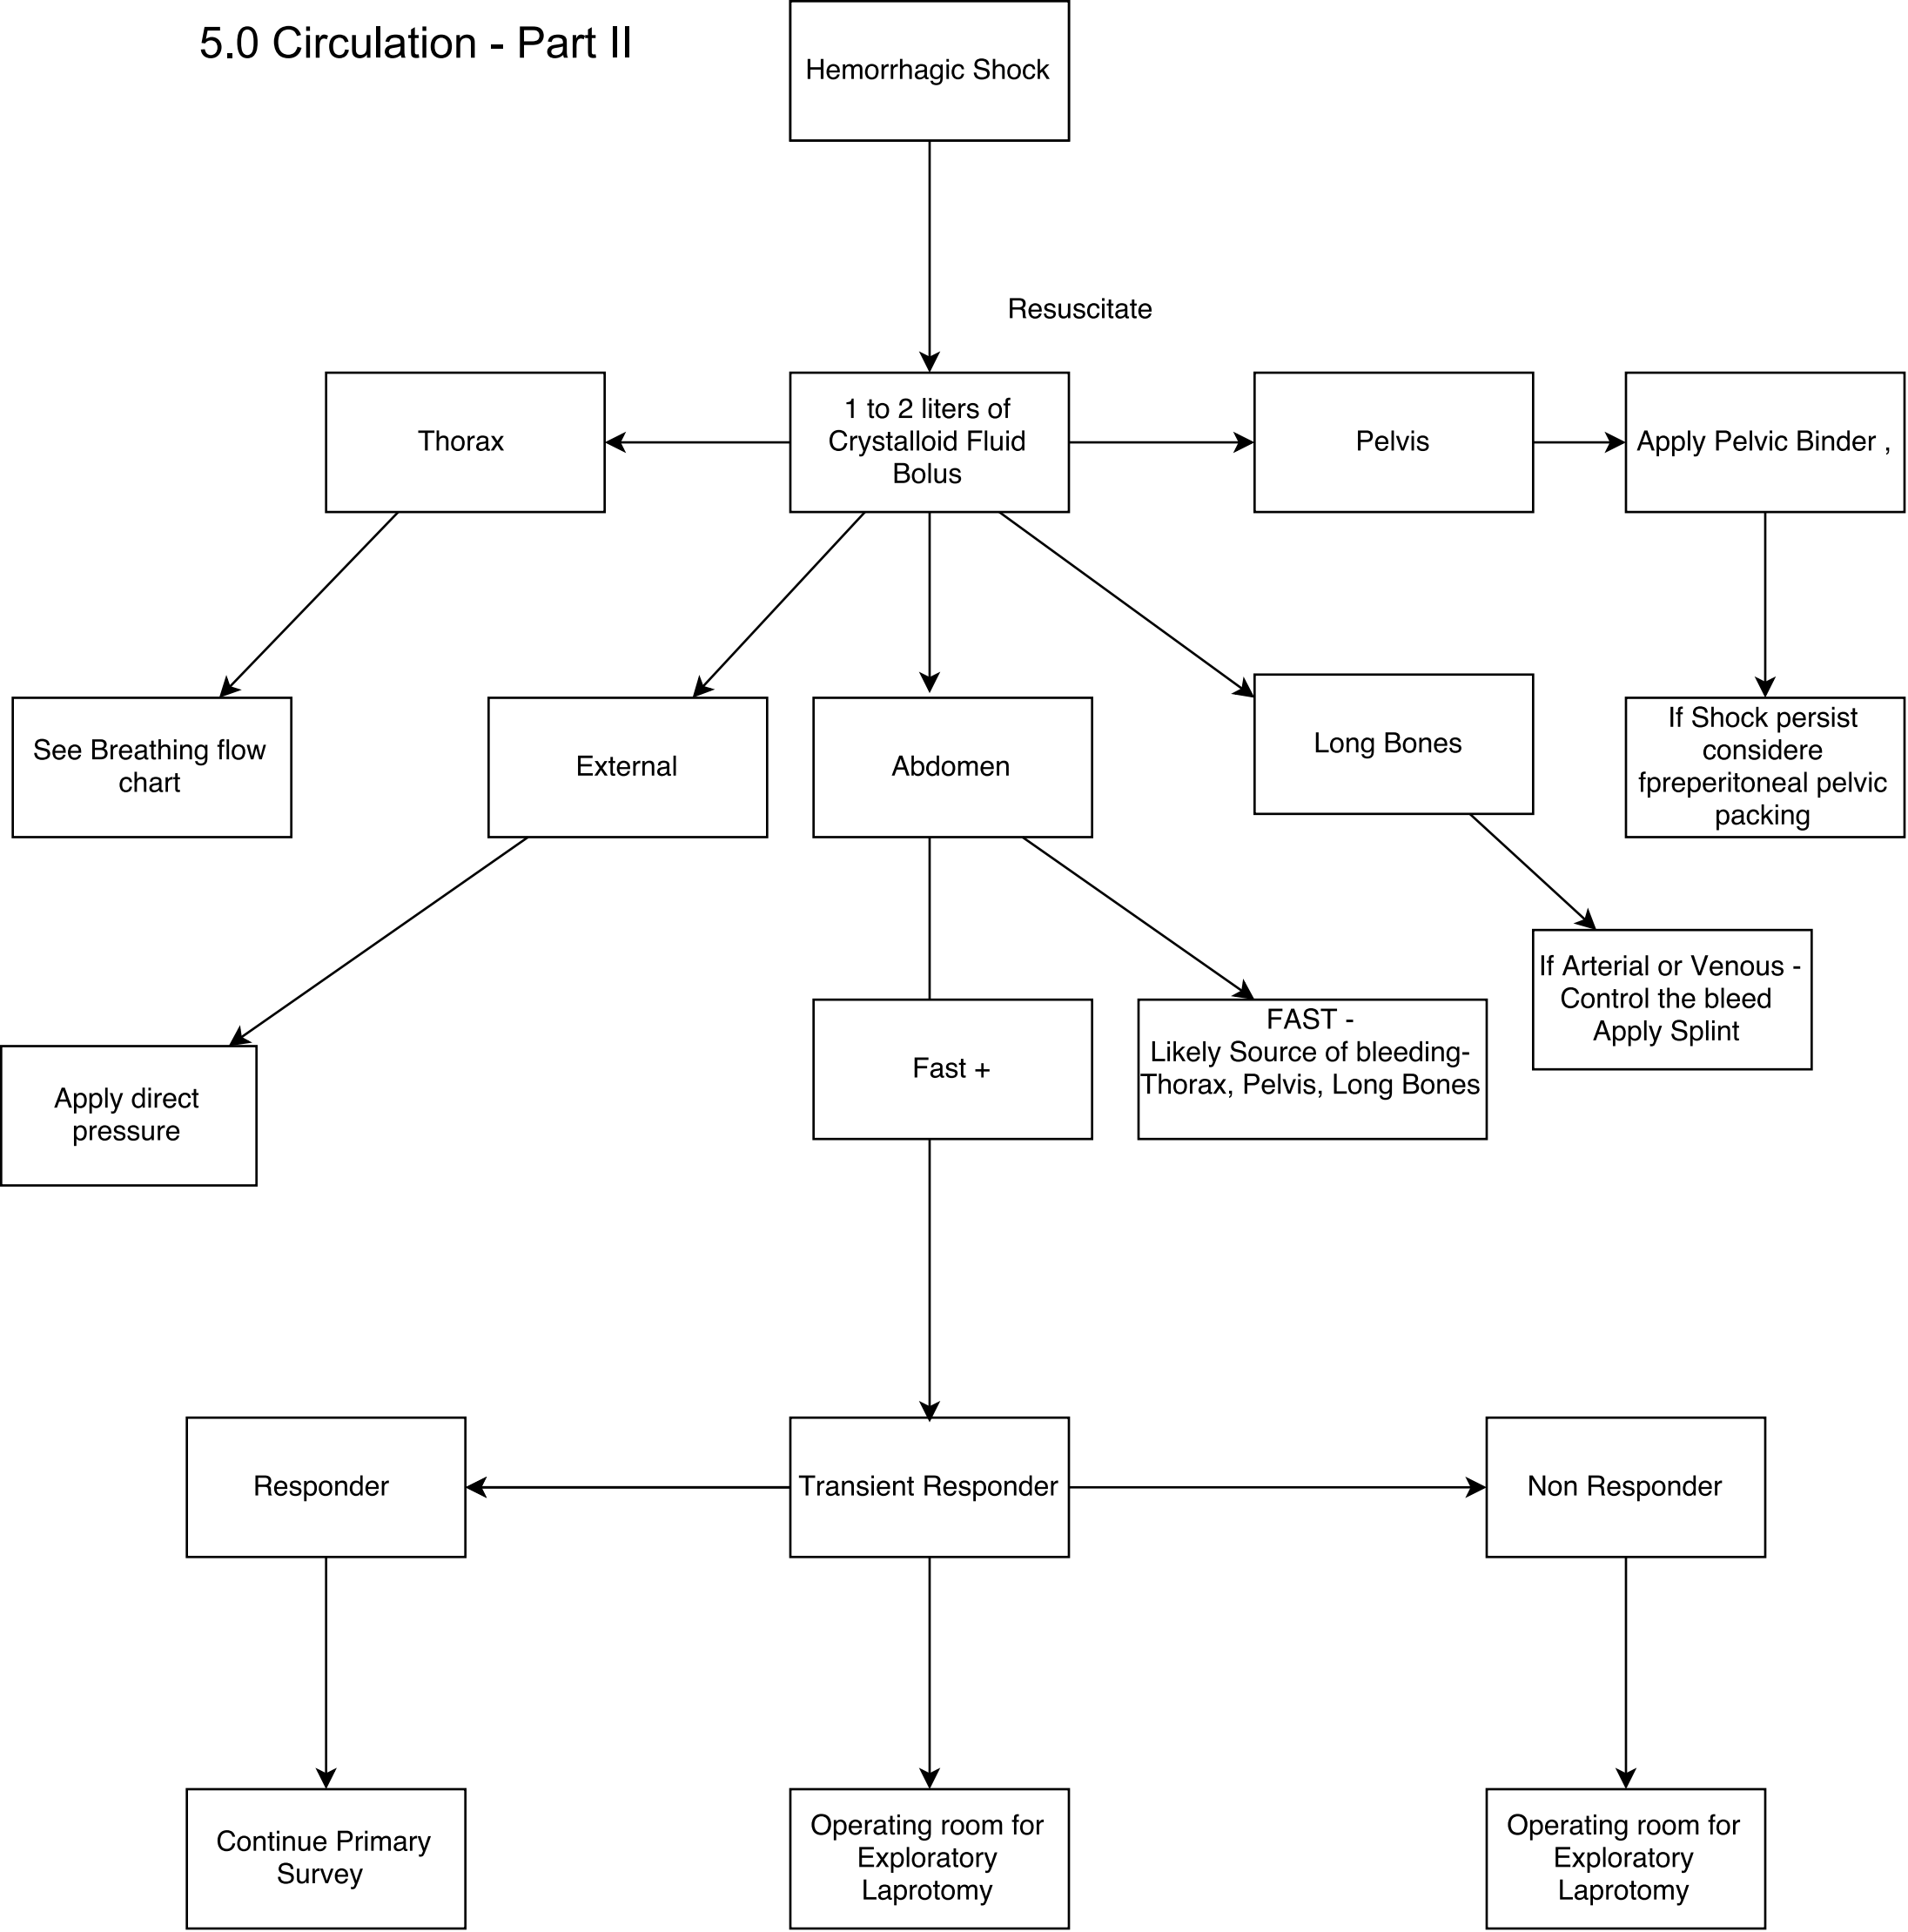 5.0 Circulation - Part II
Hemorrhagic Shock
Resuscitate
Thorax
1 to 2 liters of
Crystalloid Fluid
Bolus
Pelvis
Apply Pelvic Binder ,
See Breathing flow
chart
External
Abdomen
Long Bones
If Shock persist
considere
fpreperitoneal pelvic
packing
If Arterial or Venous -
Control the bleed
Apply Splint
Apply direct
pressure
Fast +
FAST -
Likely Source of bleeding-
Thorax, Pelvis, Long Bones
Responder
Transient Responder
Non Responder
Continue Primary
Survey
Operating room for
Exploratory
Laprotomy
Operating room for
Exploratory
Laprotomy